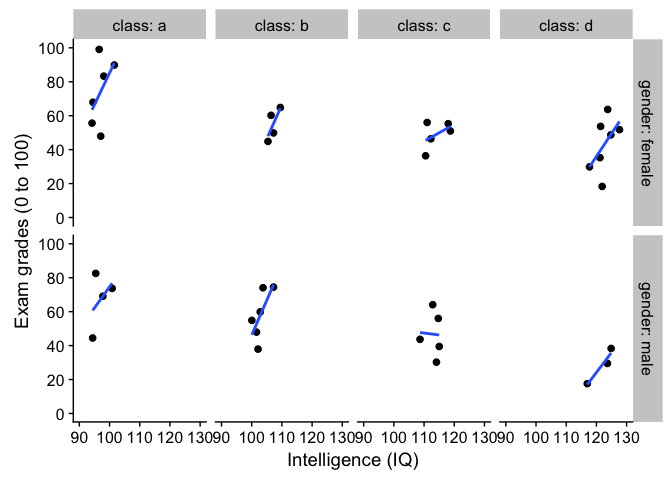 class: a class: b class: c class: d
100
80
60
40
20
0
gender: female
100
80
60
40
20
0
gender: male
Exam grades (0 to 100)
90 100 110 120 130 90 100 110 120 130 90 100 110 120 130 90 100 110 120 130
Intelligence (IQ)